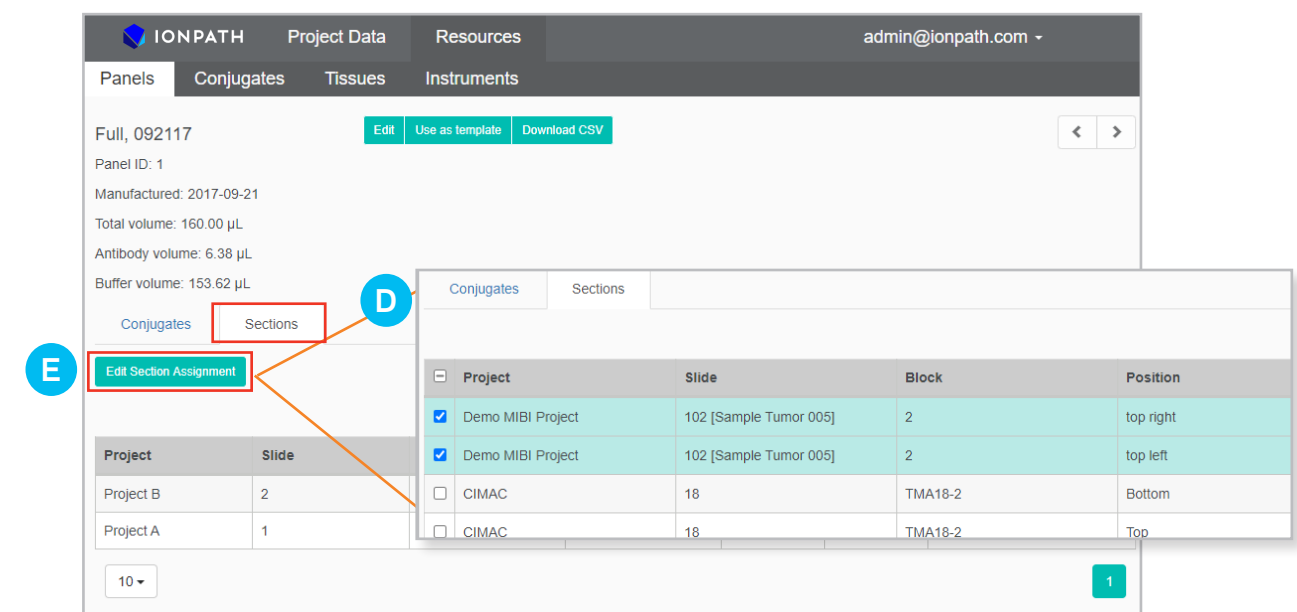 IONPATH Project Data Resources admin@ionpath.com
Panels Conjugates Tissues Instruments
Full, 092117 Edit Use as template Download CSV
Panel ID: 1
Manufactured: 2017-09-21
Total volume: 160.00 µL
Antibody volume: 6.38 µL
Buffer volume: 153.62 µL
D
Conjugates Sections
E
Edit Section Assignment
Project Slide
Project B 2
Project A 1
10
1
Conjugates Sections
Project Slide Block Position
Demo MIBI Project 102 [Sample Tumor 005] 2 top right
Demo MIBI Project 102 [Sample Tumor 005] 2 top left
CIMAC 18 TMA18-2 Bottom
CIMAC 18 TMA18-2 Top